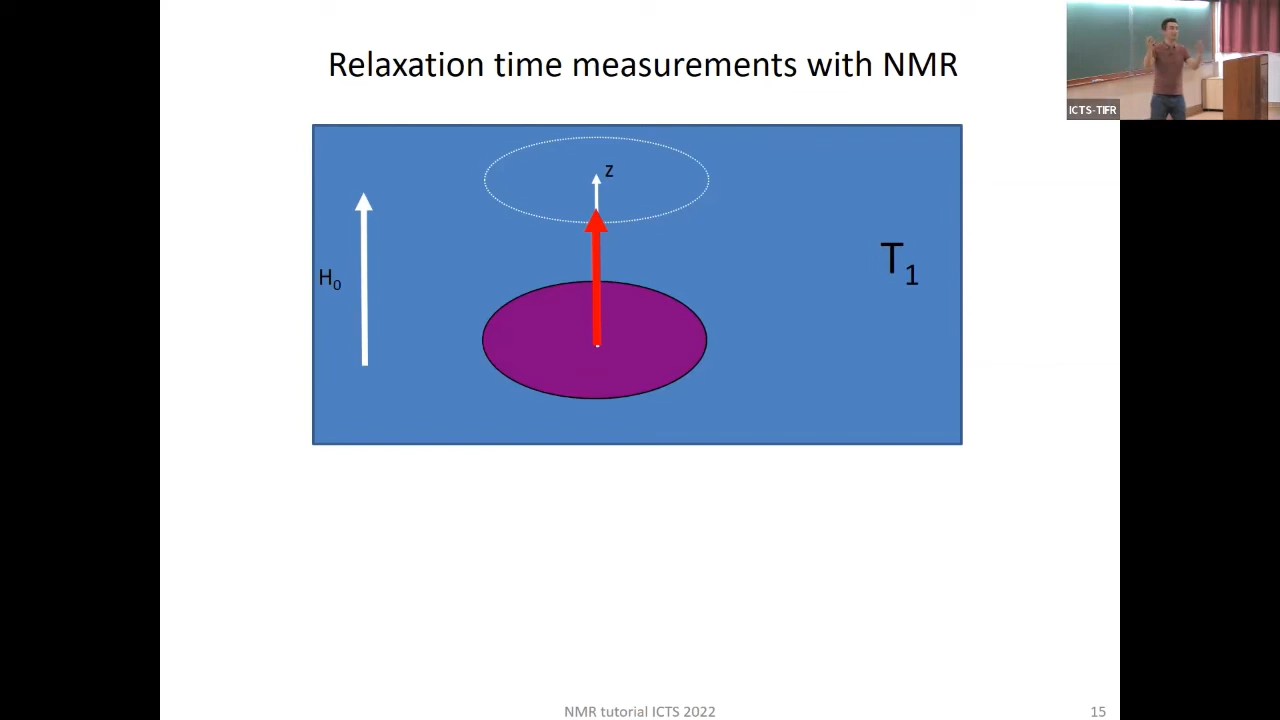 Relaxation time measurements with NMR
ICTS-TIFR
z
H₀
T₁
NMR tutorial ICTS 2022
15